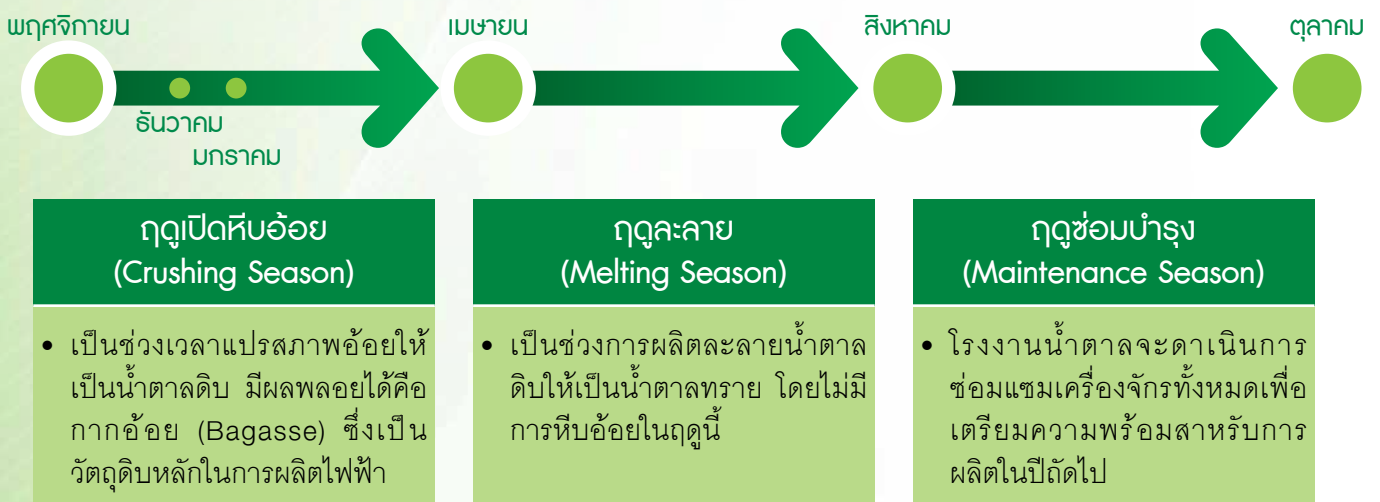 พฤศจิกายน
เมษายน
สิงหาคม
ตุลาคม
ธันวาคม
มกราคม
ฤดูเปิดหีบอ้อย
(Crushing Season)
• เป็นช่วงเวลาแปรสภาพอ้อยให้
เป็นน้ำตาลดิบ มีผลพลอยได้คือ
กากอ้อย (Bagasse) ซึ่งเป็น
วัตถุดิบหลักในการผลิตไฟฟ้า
ฤดูละลาย
(Melting Season)
• เป็นช่วงการผลิตละลายน้ำตาล
ดิบให้เป็นน้ำตาลทราย โดยไม่มี
การหีบอ้อยในฤดูนี้
ฤดูซ่อมบำรุง
(Maintenance Season)
• โรงงานน้ำตาลจะดาเนินการ
ซ่อมแซมเครื่องจักรทั้งหมดเพื่อ
เตรียมความพร้อมสาหรับการ
ผลิตในปีถัดไป